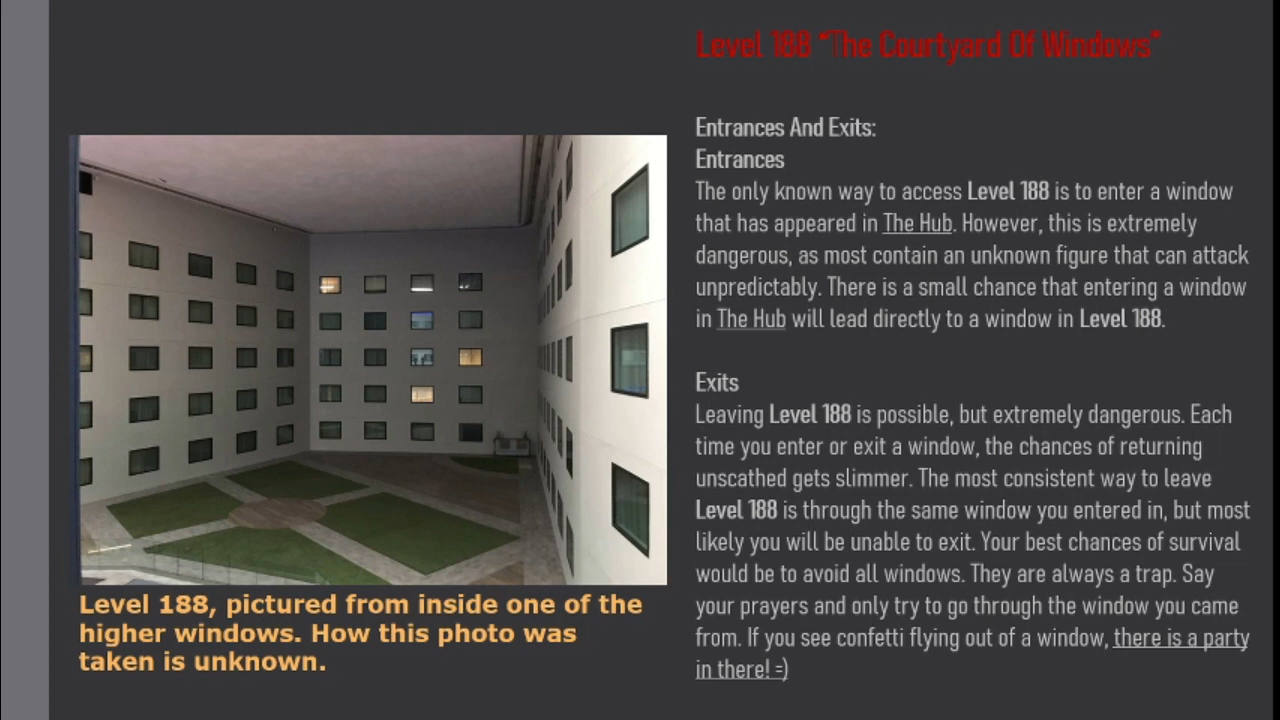 Level 188 "The Courtyard Of Windows"
Entrances And Exits:
Entrances
The only known way to access Level 188 is to enter a window
that has appeared in The Hub. However, this is extremely
dangerous, as most contain an unknown figure that can attack
unpredictably. There is a small chance that entering a window
in The Hub will lead directly to a window in Level 188.
Exits
Leaving Level 188 is possible, but extremely dangerous. Each
time you enter or exit a window, the chances of returning
unscathed gets slimmer. The most consistent way to leave
Level 188 is through the same window you entered in, but most
likely you will be unable to exit. Your best chances of survival
would be to avoid all windows. They are always a trap. Say
your prayers and only try to go through the window you came
from. If you see confetti flying out of a window, there is a party
in there! =)
Level 188, pictured from inside one of the
higher windows. How this photo was
taken is unknown.